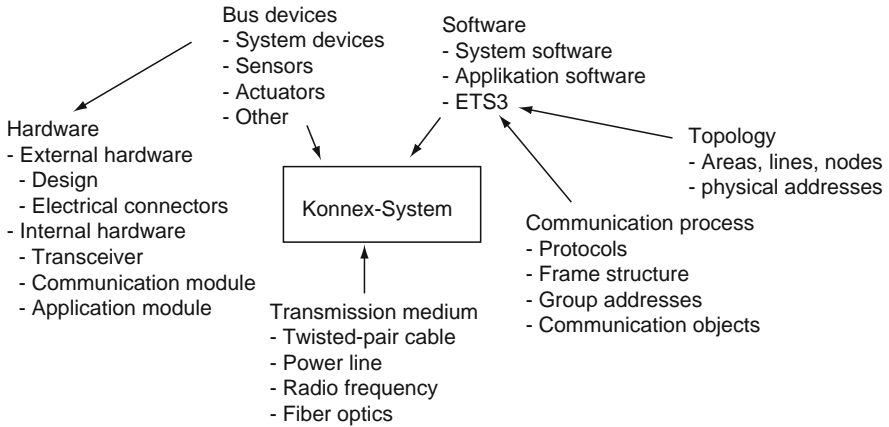 Bus devices
- System devices
- Sensors
- Actuators
- Other
Software
- System software
- Applikation software
- ETS3
Hardware
- External hardware
- Design
- Electrical connectors
- Internal hardware
- Transceiver
- Communication module
- Application module
Konnex-System
Topology
- Areas, lines, nodes
- physical addresses
Communication process
- Protocols
- Frame structure
- Group addresses
- Communication objects
Transmission medium
- Twisted-pair cable
- Power line
- Radio frequency
- Fiber optics